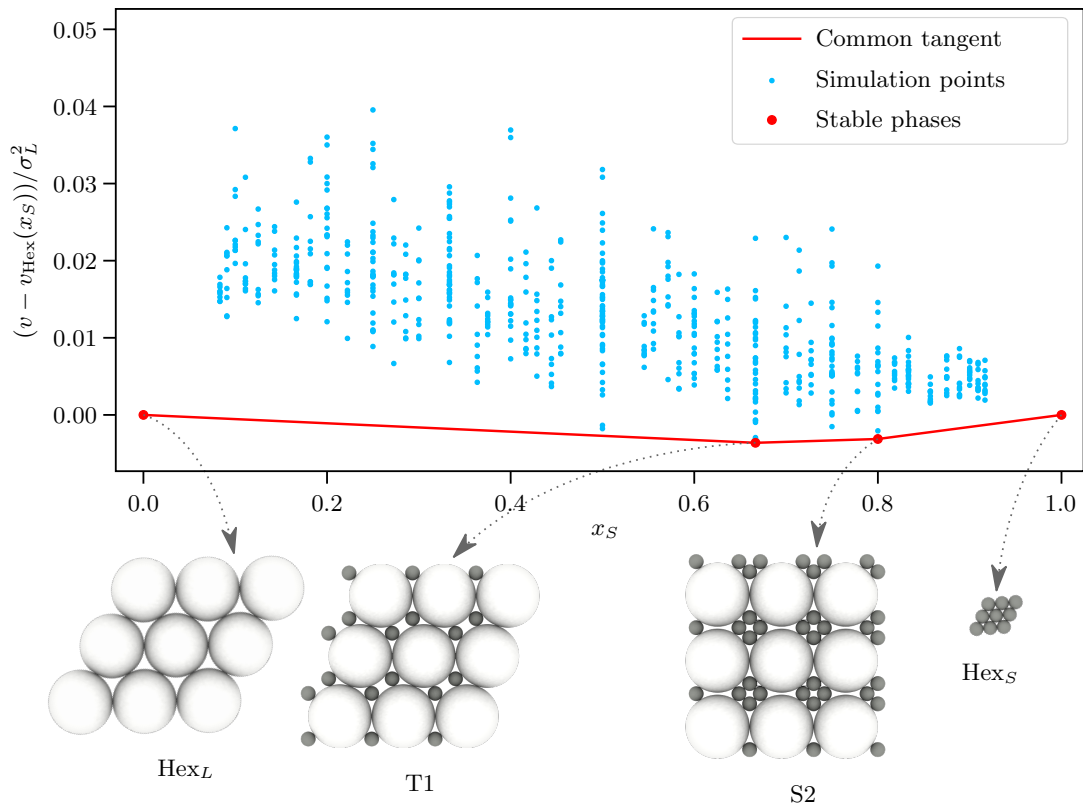 0.05
0.04
0.03
0.02
0.01
0.00
(v − v_Hex(x_S))/σ_L^2
Common tangent
Simulation points
Stable phases
0.0 0.2 0.4 0.6 0.8 1.0
x_S
Hex_L
T1
S2
Hex_S